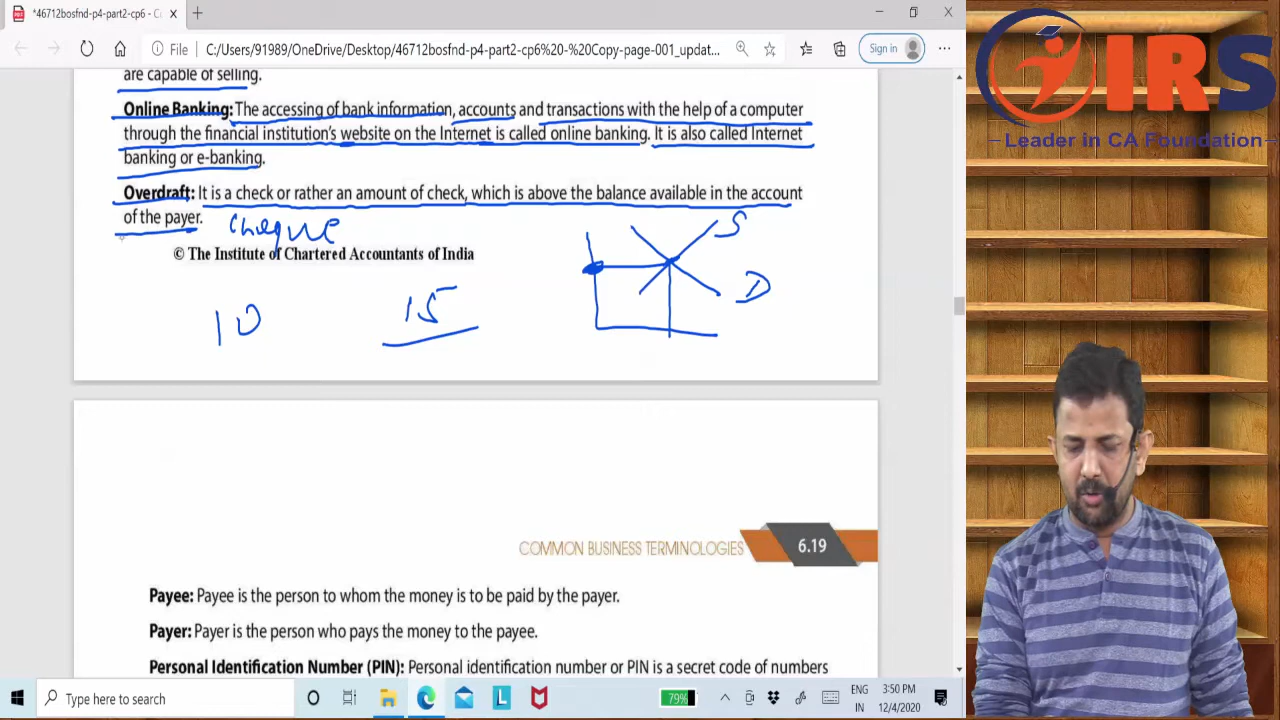 *46712bosfnd-p4-part2-cp6 - C
Sign in
File
C:/Users/91989/OneDrive/Desktop/46712bosfnd-p4-part2-cp6%20-%20Copy-page-001_updat...
IRS
Leader in CA Foundation
are capable of selling.
Online Banking: The accessing of bank information, accounts and transactions with the help of a computer
through the financial institution's website on the Internet is called online banking. It is also called Internet
banking or e-banking.
Overdraft: It is a check or rather an amount of check, which is above the balance available in the account
of the payer.
Cheque
S
© The Institute of Chartered Accountants of India
D
10
15
COMMON BUSINESS TERMINOLOGIES
6.19
Payee: Payee is the person to whom the money is to be paid by the payer.
Payer: Payer is the person who pays the money to the payee.
Personal Identification Number (PIN): Personal identification number or PIN is a secret code of numbers
Type here to search
79%
ENG
IN
3:50 PM
12/4/2020